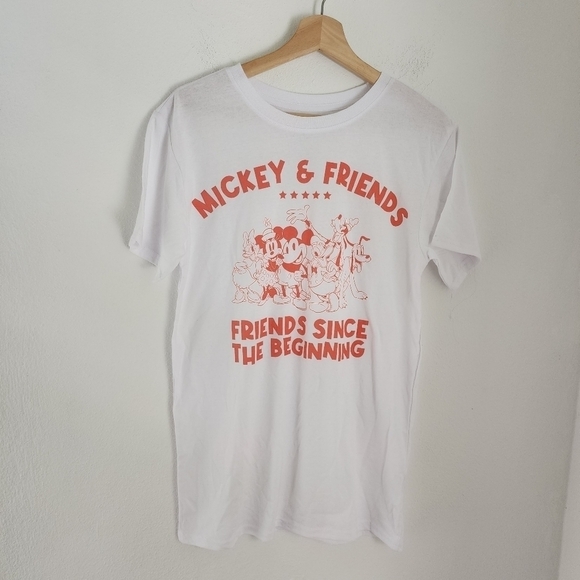 MICKEY & FRIENDS
FRIENDS SINCE
THE BEGINNING